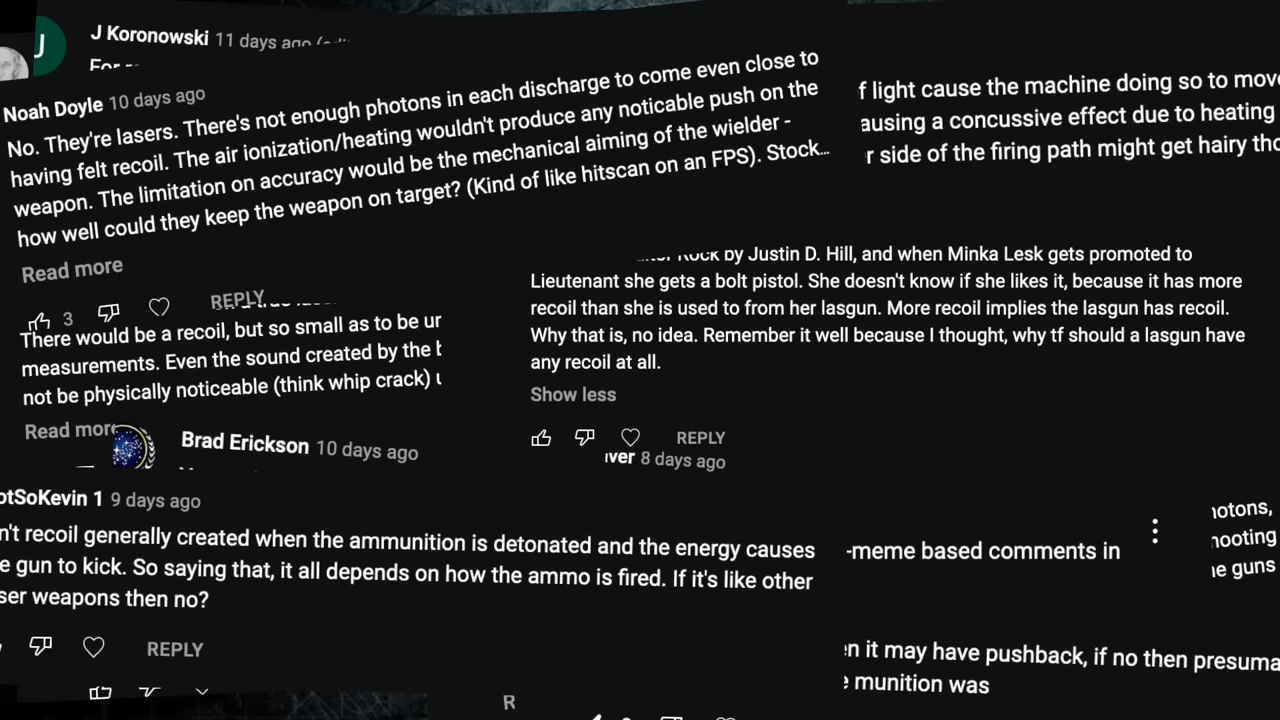 J
J Koronowski 11 days ago
Noah Doyle 10 days ago
No. They're lasers. There's not enough photons in each discharge to come even close to
having felt recoil. The air ionization/heating wouldn't produce any noticable push on the
weapon. The limitation on accuracy would be the mechanical aiming of the wielder -
how well could they keep the weapon on target? (Kind of like hitscan on an FPS). Stock...
Read more
3 REPLY
f light cause the machine doing so to move
ausing a concussive effect due to heating
r side of the firing path might get hairy tho
There would be a recoil, but so small as to be ur
measurements. Even the sound created by the b
not be physically noticeable (think whip crack) u
Read more
by Justin D. Hill, and when Minka Lesk gets promoted to
Lieutenant she gets a bolt pistol. She doesn't know if she likes it, because it has more
recoil than she is used to from her lasgun. More recoil implies the lasgun has recoil.
Why that is, no idea. Remember it well because I thought, why tf should a lasgun have
any recoil at all.
Show less
REPLY
ver 8 days ago
Brad Erickson 10 days ago
otSoKevin 1 9 days ago
n't recoil generally created when the ammunition is detonated and the energy causes
e gun to kick. So saying that, it all depends on how the ammo is fired. If it's like other
ser weapons then no?
REPLY
-meme based comments in
otons,
hooting
e guns
en it may have pushback, if no then presuma
e munition was
R